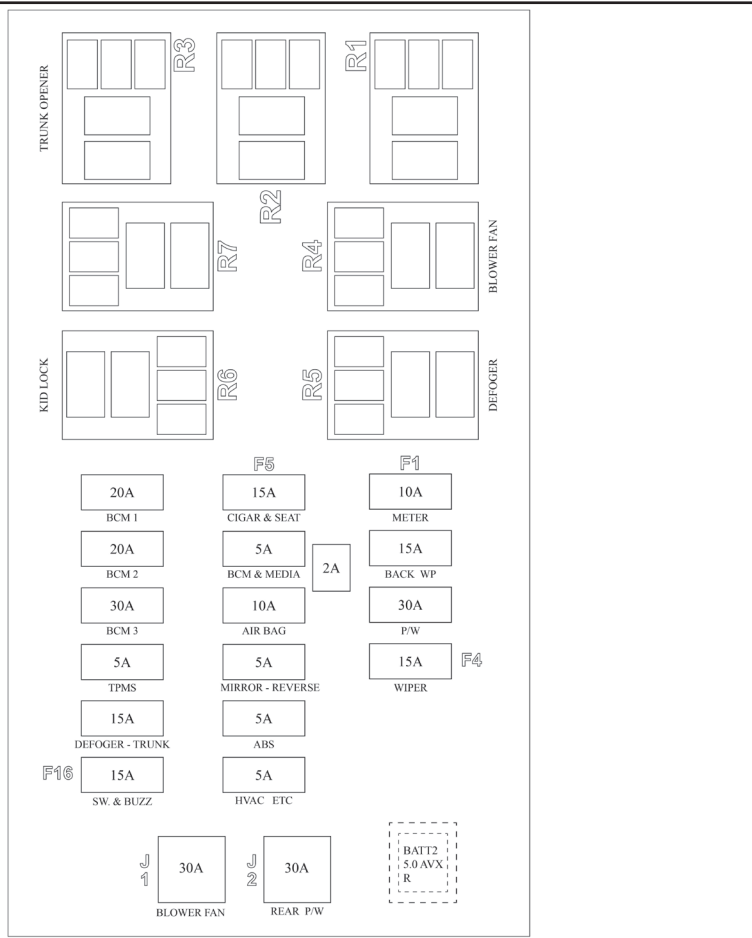 TRUNK OPENER
R3
R2
R1
R7
R4
BLOWER FAN
KID LOCK
R6
R5
DEFOGER
F5
F1
20A
BCM 1
15A
CIGAR & SEAT
10A
METER
20A
BCM 2
5A
BCM & MEDIA
2A
15A
BACK WP
30A
BCM 3
10A
AIR BAG
30A
P/W
5A
TPMS
5A
MIRROR - REVERSE
15A
WIPER
F4
15A
DEFOGER - TRUNK
5A
ABS
F16
15A
SW. & BUZZ
5A
HVAC ETC
J
1
30A
BLOWER FAN
J
2
30A
REAR P/W
BATT2
5.0 AVX
R